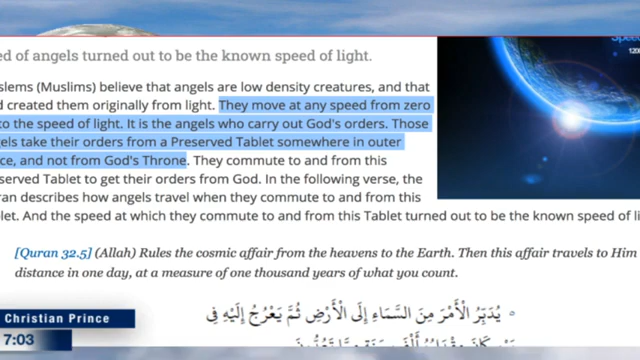 ed of angels turned out to be the known speed of light.
Speed
1200
slems (Muslims) believe that angels are low density creatures, and that
d created them originally from light. They move at any speed from zero
to the speed of light. It is the angels who carry out God's orders. Those
gels take their orders from a Preserved Tablet somewhere in outer
ce, and not from God's Throne. They commute to and from this
served Tablet to get their orders from God. In the following verse, the
ran describes how angels travel when they commute to and from this
let. And the speed at which they commute to and from this Tablet turned out to be the known speed of li
[Quran 32.5] (Allah) Rules the cosmic affair from the heavens to the Earth. Then this affair travels to Him
distance in one day, at a measure of one thousand years of what you count.
يُدَبِّرُ الْأَمْرَ مِنَ السَّمَاءِ إِلَى الْأَرْضِ ثُمَّ يَعْرُجُ إِلَيْهِ فِي
Christian Prince
7:03